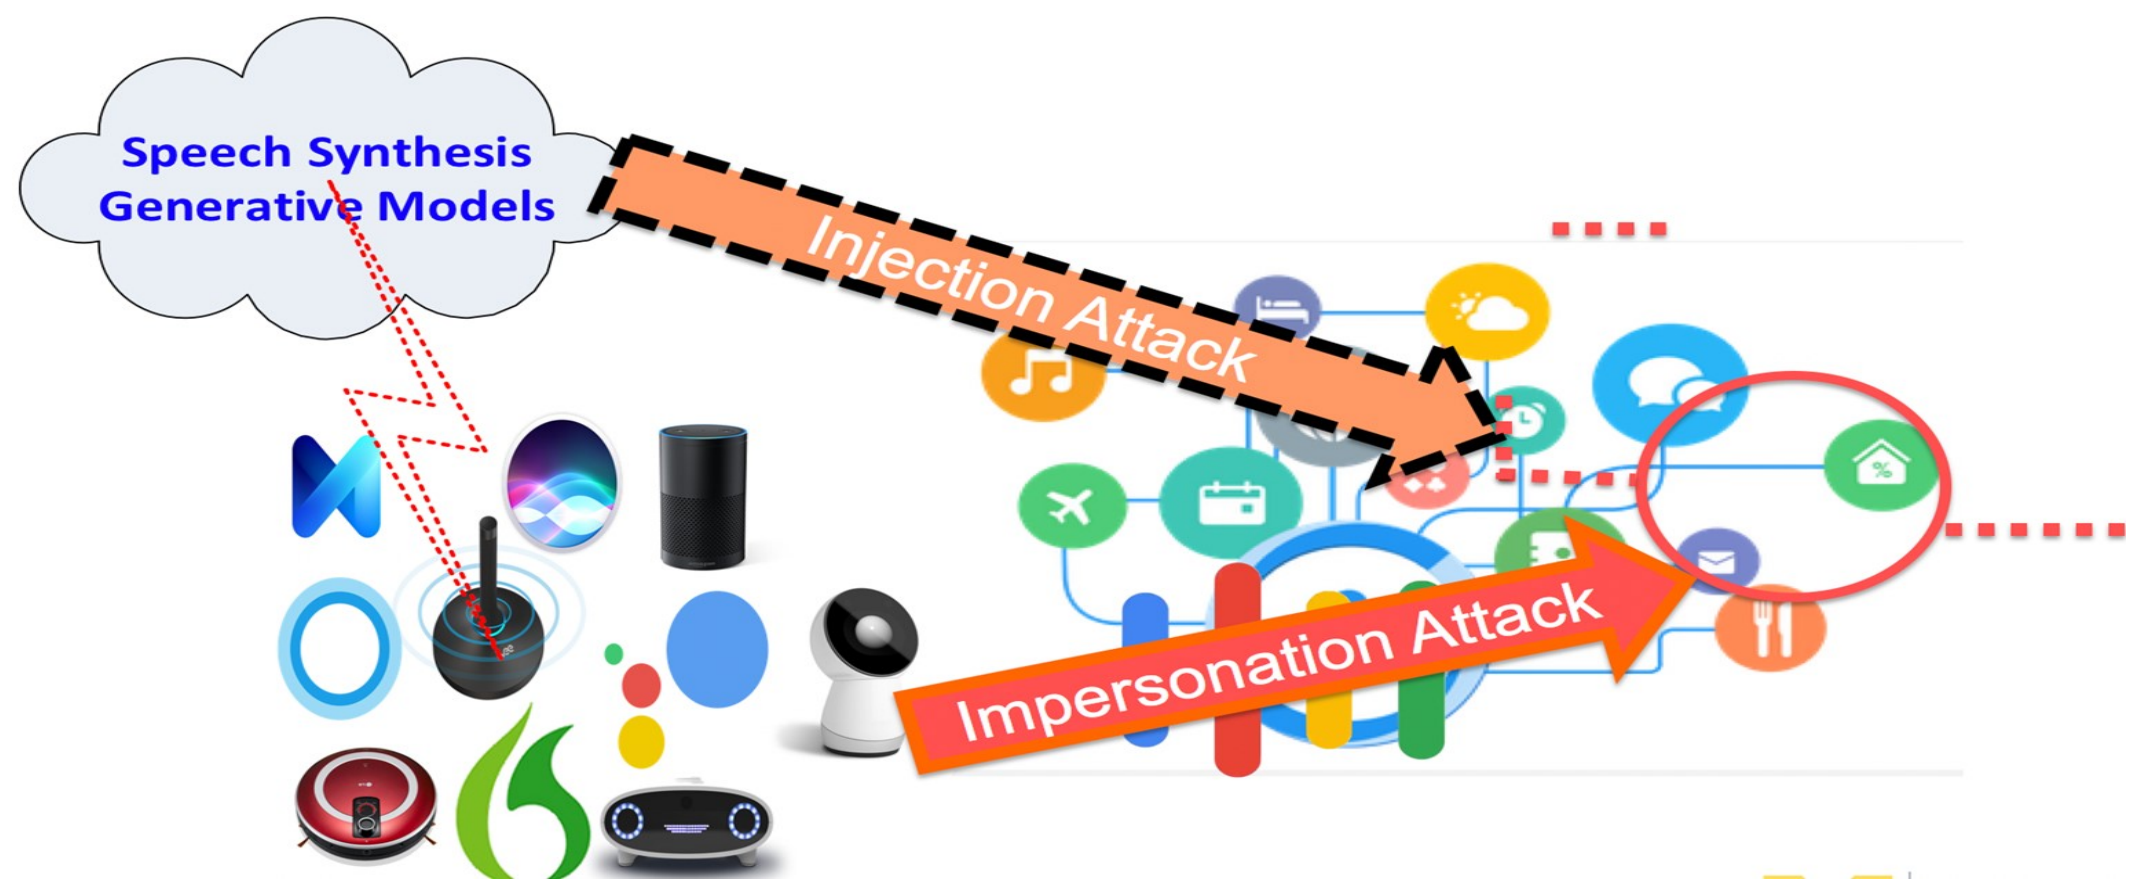 Speech Synthesis
Generative Models
Injection Attack
Impersonation Attack
%